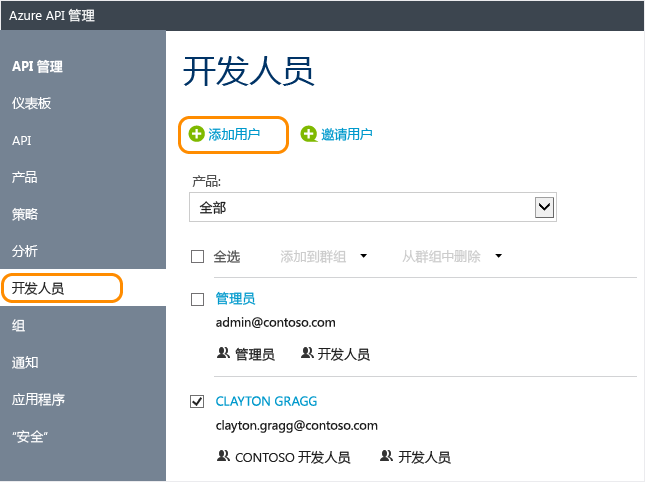 Azure API 管理
API 管理
仪表板
API
产品
策略
分析
开发人员
组
通知
应用程序
“安全”
开发人员
添加用户 邀请用户
产品:
全部
全选 添加到群组 从群组中删除
管理员
admin@contoso.com
管理员 开发人员
CLAYTON GRAGG
clayton.gragg@contoso.com
CONTOSO 开发人员 开发人员